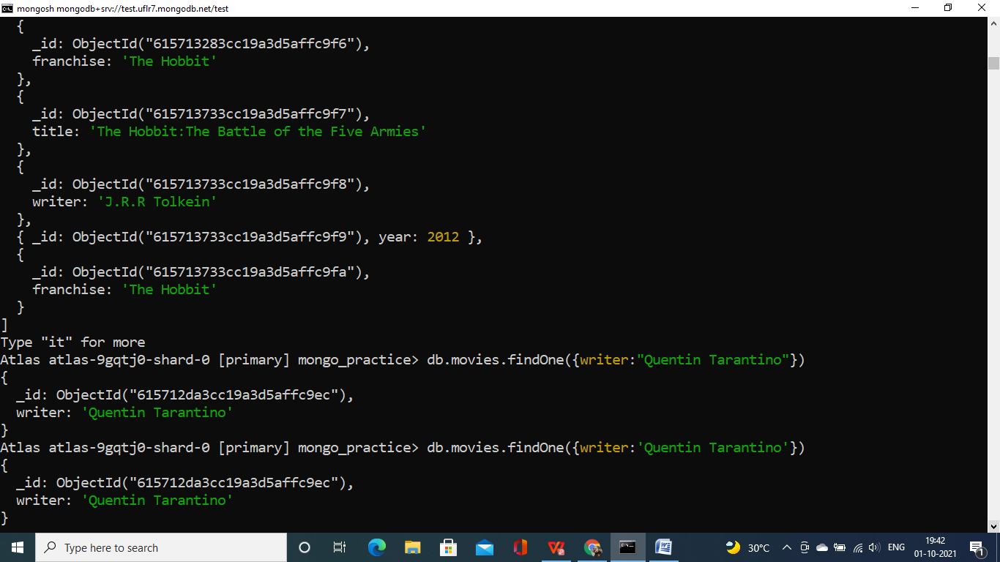 mongosh mongodb+srv://test.uflr7.mongodb.net/test
{
_id: ObjectId("615713283cc19a3d5affc9f6"),
franchise: 'The Hobbit'
},
{
_id: ObjectId("615713733cc19a3d5affc9f7"),
title: 'The Hobbit:The Battle of the Five Armies'
},
{
_id: ObjectId("615713733cc19a3d5affc9f8"),
writer: 'J.R.R Tolkein'
},
{ _id: ObjectId("615713733cc19a3d5affc9f9"), year: 2012 },
{
_id: ObjectId("615713733cc19a3d5affc9fa"),
franchise: 'The Hobbit'
}
]
Type "it" for more
Atlas atlas-9gqtj0-shard-0 [primary] mongo_practice> db.movies.findOne({writer:"Quentin Tarantino"})
{
_id: ObjectId("615712da3cc19a3d5affc9ec"),
writer: 'Quentin Tarantino'
}
Atlas atlas-9gqtj0-shard-0 [primary] mongo_practice> db.movies.findOne({writer:'Quentin Tarantino'})
{
_id: ObjectId("615712da3cc19a3d5affc9ec"),
writer: 'Quentin Tarantino'
}
Type here to search
30°C
ENG
19:42
01-10-2021
1